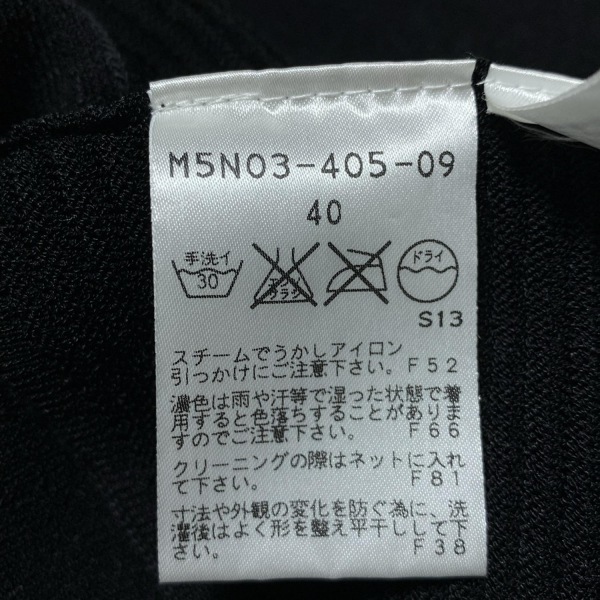 M5N03-405-09
40
手洗イ
30
エンソ
サラシ
ドライ
S13
スチームでうかしアイロン
引っかけにご注意下さい。F52
濃色は雨や汗等で湿った状態で着
用すると色落ちすることがありま
すのでご注意下さい。 F66
クリーニングの際はネットに入れ
て下さい。 F81
寸法や外観の変化を防ぐ為に、洗
濯後はよく形を整え平干しして下
さい。 F38